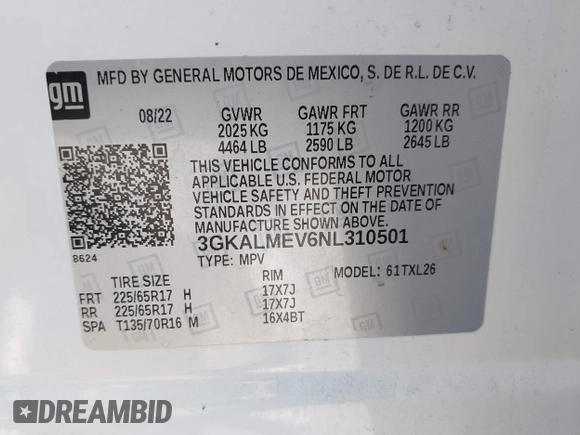 gm
MFD BY GENERAL MOTORS DE MEXICO, S. DE R.L. DE C.V.
08/22 GVWR GAWR FRT GAWR RR
2025 KG 1175 KG 1200 KG
4464 LB 2590 LB 2645 LB
THIS VEHICLE CONFORMS TO ALL
APPLICABLE U.S. FEDERAL MOTOR
VEHICLE SAFETY AND THEFT PREVENTION
STANDARDS IN EFFECT ON THE DATE OF
MANUFACTURE SHOWN ABOVE.
8624
3GKALMEV6NL310501
TYPE: MPV MODEL: 61TXL26
TIRE SIZE RIM
FRT 225/65R17 H 17X7J
RR 225/65R17 H 17X7J
SPA T135/70R16 M 16X4BT
DREAMBID